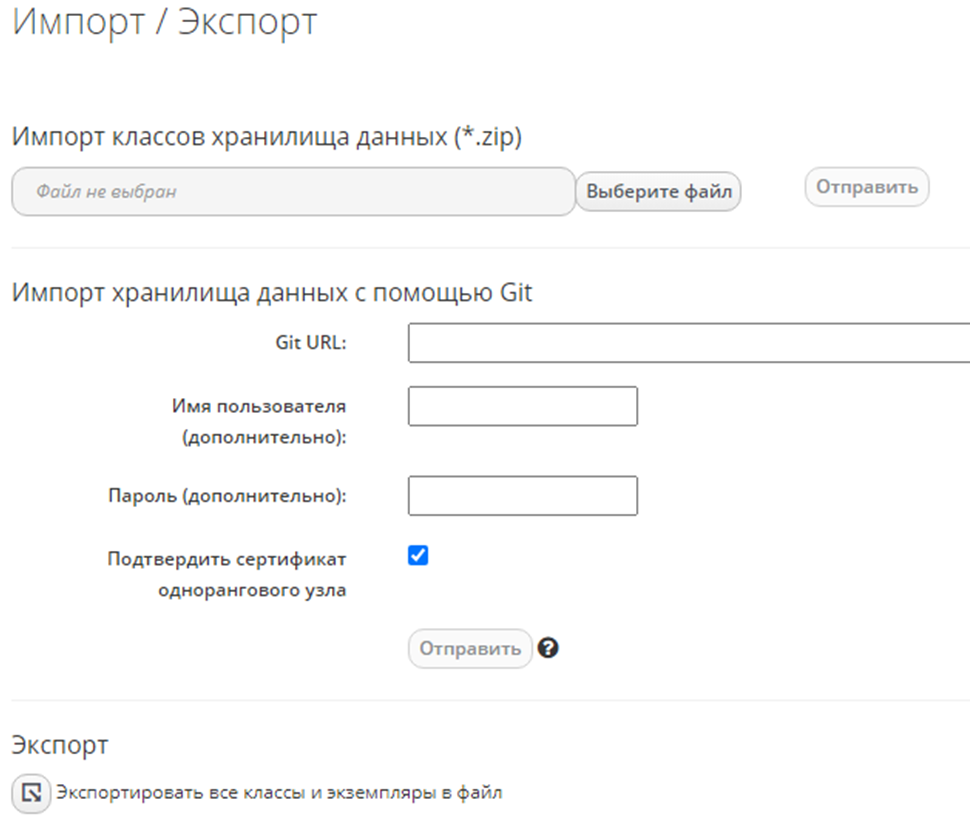 Импорт / Экспорт
Импорт классов хранилища данных (*.zip)
Файл не выбран
Выберите файл
Отправить
Импорт хранилища данных с помощью Git
Git URL:
Имя пользователя
(дополнительно):
Пароль (дополнительно):
Подтвердить сертификат
однорангового узла
Отправить
Экспорт
Экспортировать все классы и экземпляры в файл